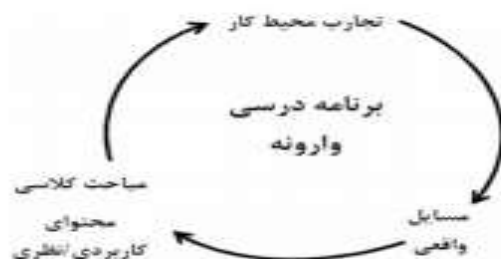 تجارب محیط کار
برنامه درسی
وارونه
مسایل
واقعی
مباحث کلاسی
محتوای
کاربردی/نظری